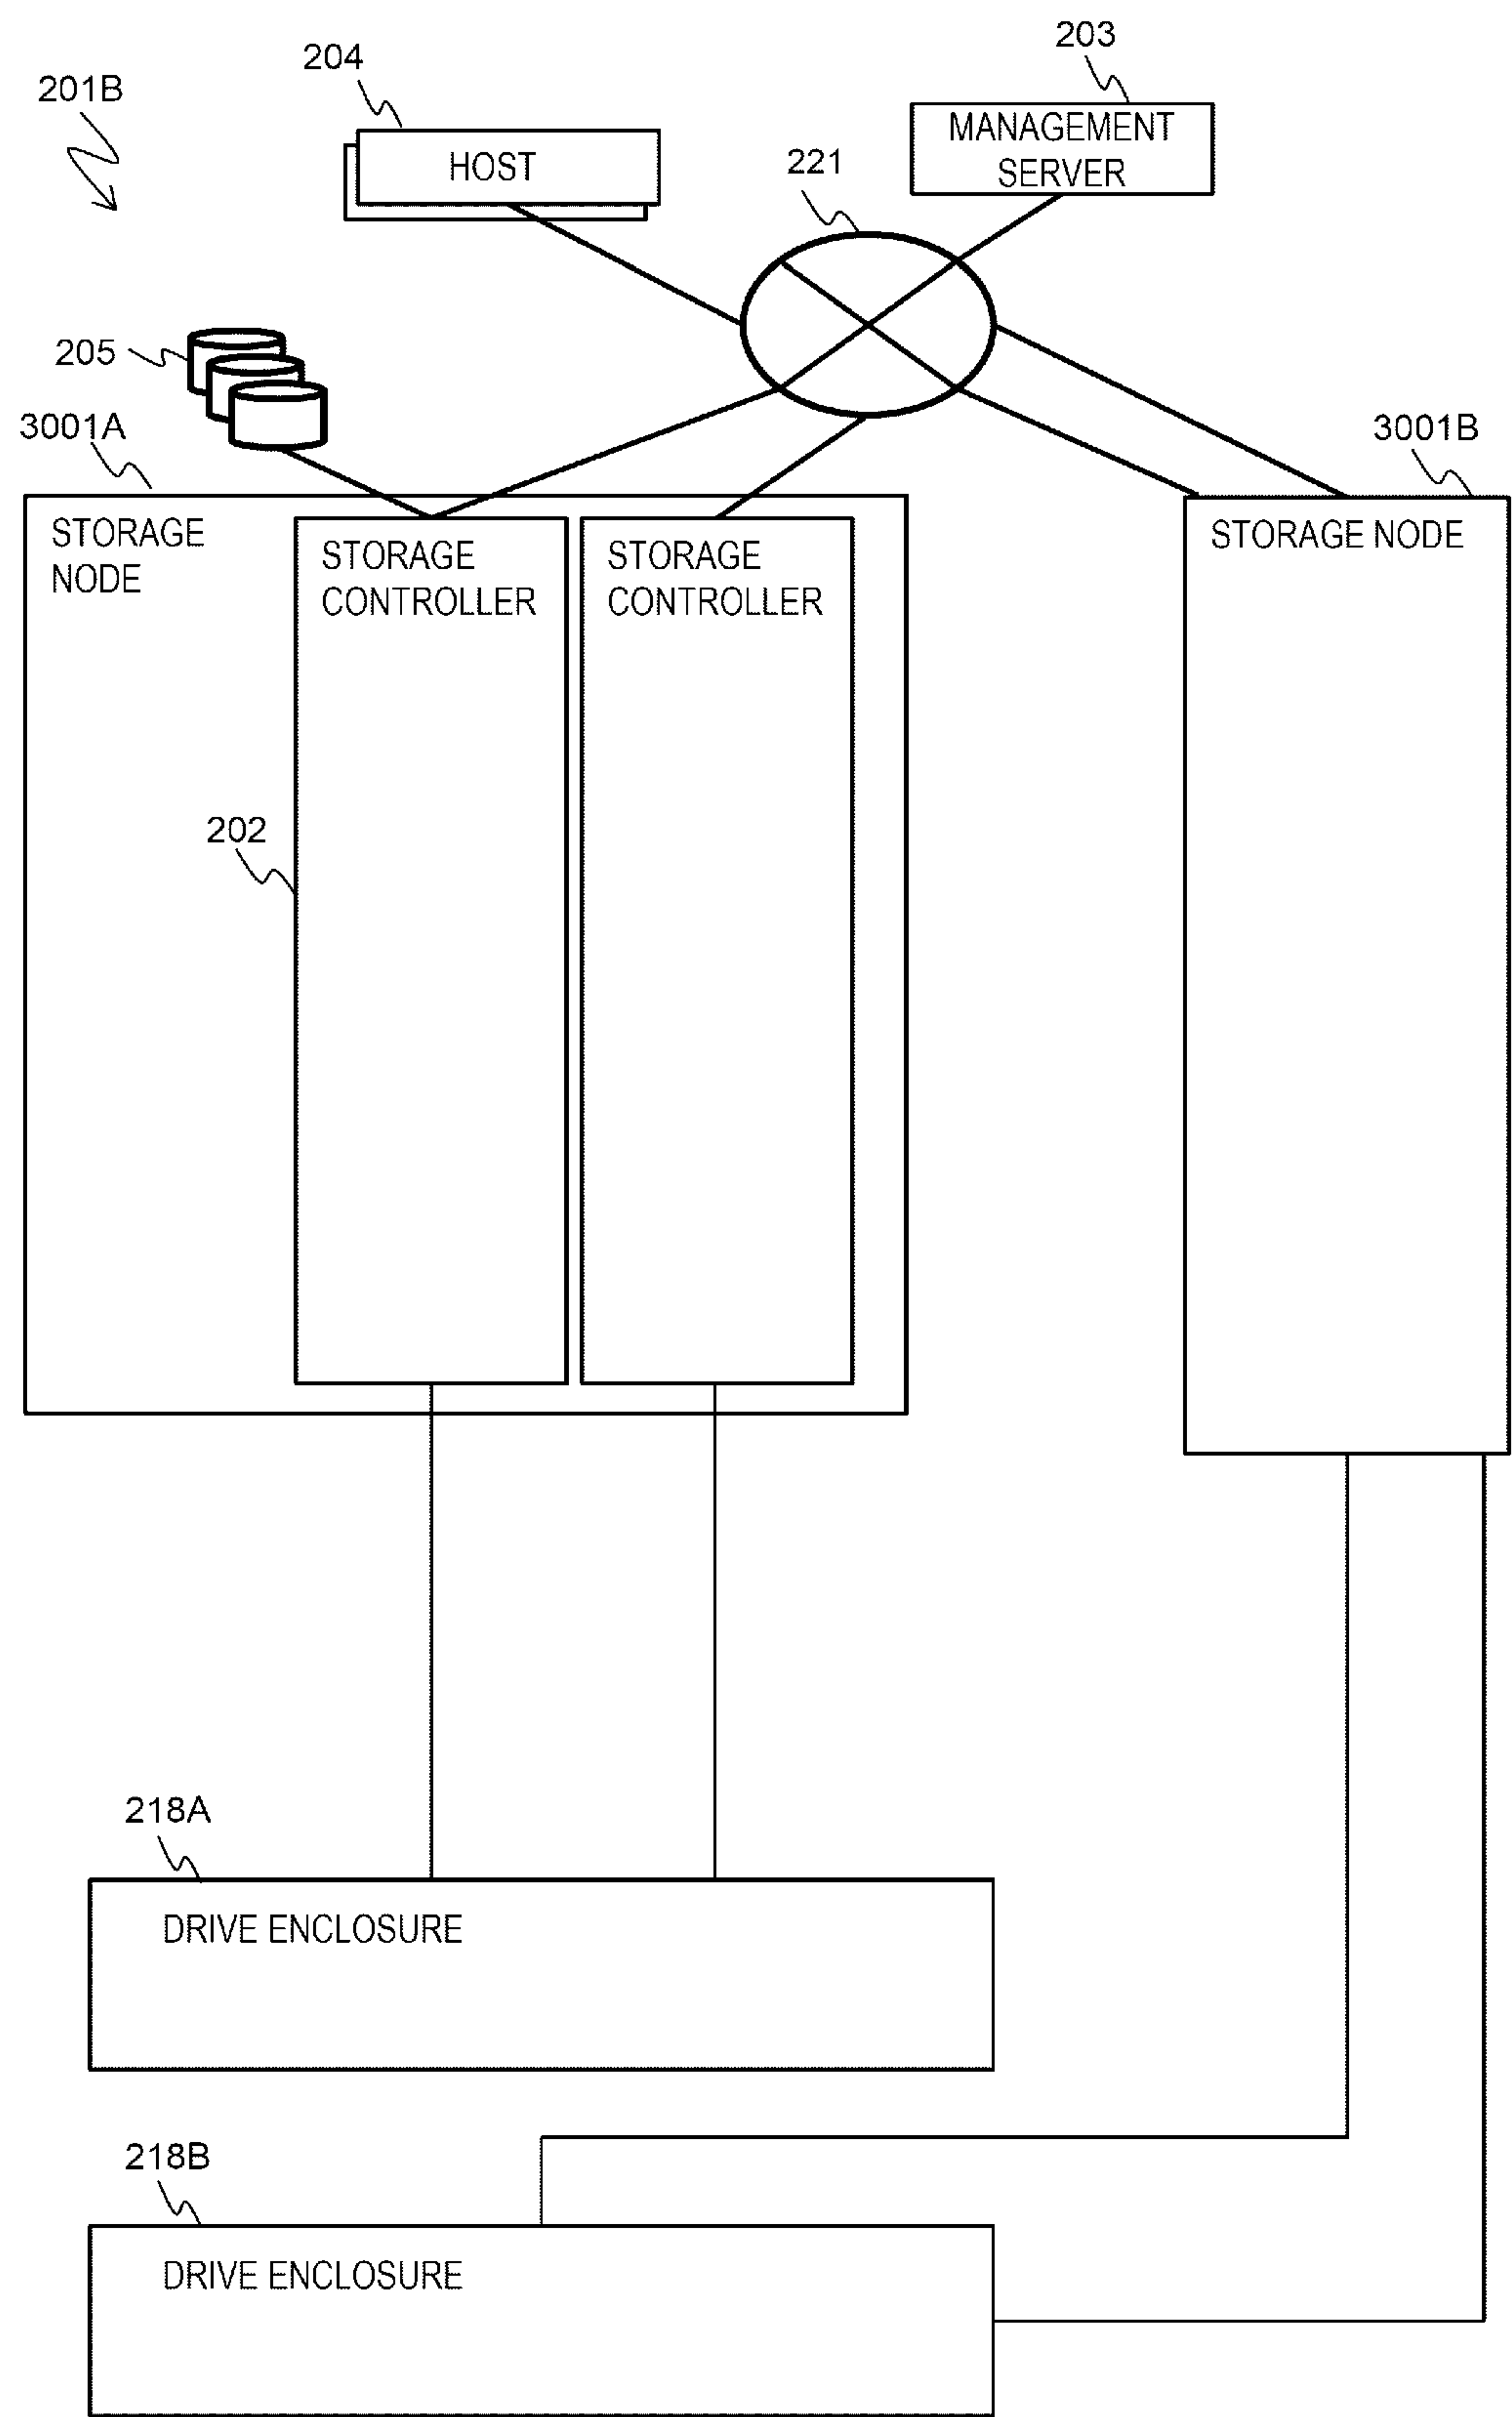 203
204
201B
MANAGEMENT
SERVER
HOST
221
205
3001A
3001B
STORAGE
NODE
STORAGE
CONTROLLER
STORAGE
CONTROLLER
STORAGE NODE
202
218A
DRIVE ENCLOSURE
218B
DRIVE ENCLOSURE